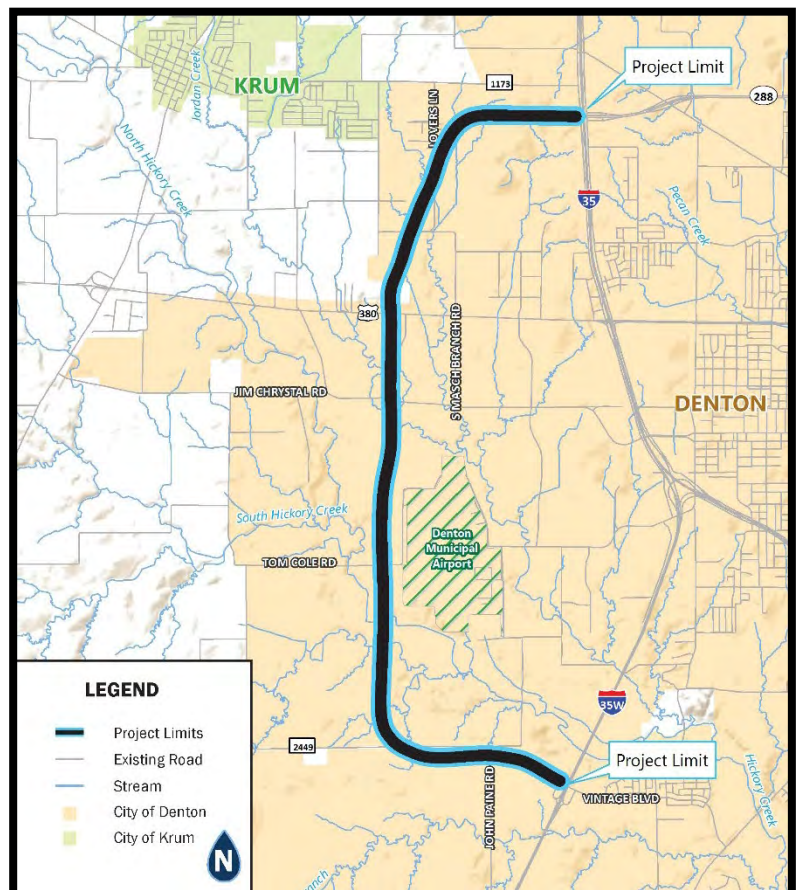 Project Limit
1173
288
KRUM
Jordan Creek
LOVERS LN
North Hickory Creek
35
Pecan Creek
380
S MASCH BRANCH RD
JIM CHRYSTAL RD
DENTON
South Hickory Creek
Denton
Municipal
Airport
TOM COLE RD
35W
LEGEND
Project Limits
Existing Road
Stream
City of Denton
City of Krum
N
2449
Project Limit
JOHN PAINE RD
VINTAGE BLVD
Hickory Creek